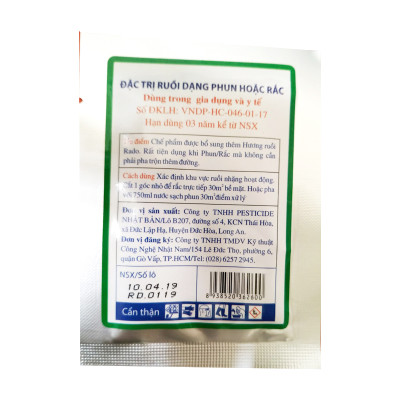 ĐẶC TRỊ RUỒI DẠNG PHUN HOẶC RẮC
Dùng trong gia dụng và y tế
Số ĐKLH: VNDP-HC-046-01-17
Hạn dùng 03 năm kể từ NSX
điểm Chế phẩm được bổ sung thêm Hương ruồi
Rado. Rất tiện dụng khi Phun/Rắc mà không cần
phải pha trộn thêm đường.
Cách dùng Xác định khu vực ruồi nhặng hoạt động.
Cắt 1 góc nhỏ để rắc trực tiếp 30m² bề mặt. Hoặc pha
với 750ml nước sạch phun 30m² điểm xử lý
Đơn vị sản xuất: Công ty TNHH PESTICIDE
NHẬT BẢN/Lô B207, đường số 4, KCN Thái Hòa,
xã Đức Lập Hạ, Huyện Đức Hòa, Long An.
Đơn vị đăng ký: Công ty TNHH TMDV Kỹ thuật
Công Nghệ Nhật Nam/154 Lê Đức Thọ, phường 6,
quận Gò Vấp, TP.HCM/Tel: (028) 6257 2945.
NSX/Số lô
10.04.19
RD.0119
8 938520 362600
Cẩn thận